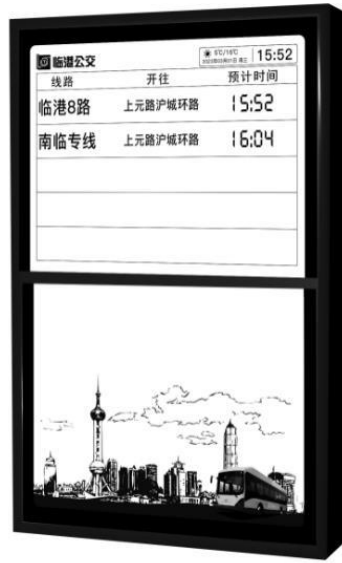 临港公交
5℃/16℃
15:52
线路 开往 预计时间
临港8路 上元路沪城环路 15:52
南临专线 上元路沪城环路 16:04